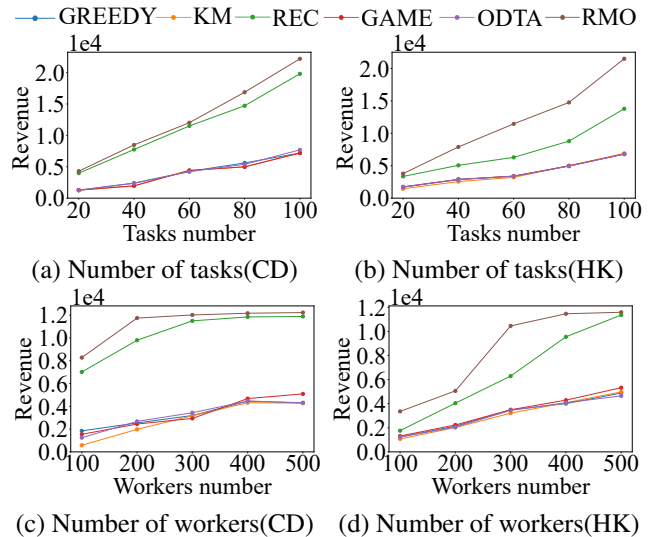 GREEDY KM REC GAME ODTA RMO
1e4 1e4
Revenue Revenue
2.0 2.0
1.5 1.5
1.0 1.0
0.5 0.5
0.0 0.0
20 40 60 80 100 20 40 60 80 100
Tasks number Tasks number
(a) Number of tasks(CD) (b) Number of tasks(HK)
1e4 1e4
Revenue Revenue
1.2 1.2
1.0 1.0
0.8 0.8
0.6 0.6
0.4 0.4
0.2 0.2
0.0 0.0
100 200 300 400 500 100 200 300 400 500
Workers number Workers number
(c) Number of workers(CD) (d) Number of workers(HK)